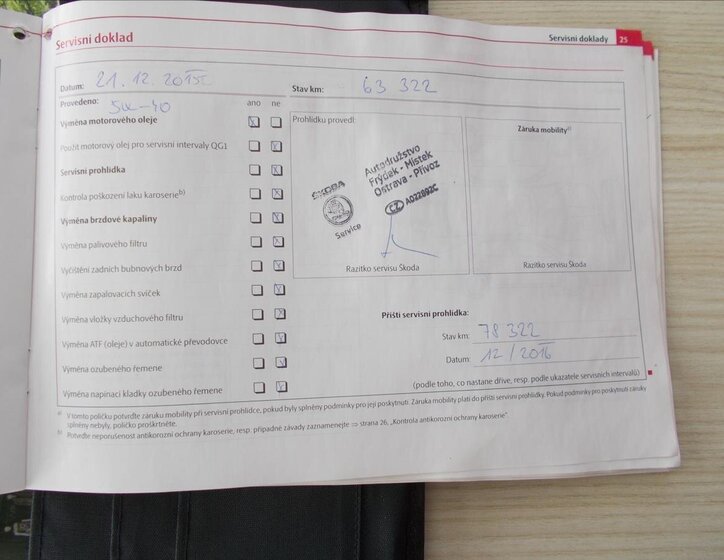 Servisní doklad
Servisní doklady 25
Datum: 21. 12. 2015
Stav km: 63 322
Provedeno: 5W-40
ano ne
Výměna motorového oleje
Použit motorový olej pro servisní intervaly QG1
Servisní prohlídka
Kontrola poškození laku karoserie b)
Výměna brzdové kapaliny
Výměna palivového filtru
Vyčištění zadních bubnových brzd
Výměna zapalovacích svíček
Výměna vložky vzduchového filtru
Výměna ATF (oleje) v automatické převodovce
Výměna ozubeného řemene
Výměna napínací kladky ozubeného řemene
Prohlídku provedl:
ŠKODA
Service
Autodružstvo
Frýdek - Místek
Ostrava - Přívoz
CZ A022892C
Razítko servisu Škoda
Záruka mobility a)
Razítko servisu Škoda
Příští servisní prohlídka:
Stav km: 78 322
Datum: 12/2016
(podle toho, co nastane dříve, resp. podle ukazatele servisních intervalů)
a) V tomto políčku potvrďte záruku mobility při servisní prohlídce, pokud byly splněny podmínky pro její poskytnutí. Záruka mobility platí do příští servisní prohlídky. Pokud podmínky pro poskytnutí záruky
splněny nebyly, políčko proškrtněte.
b) Potvrďte neporušenost antikorozní ochrany karoserie, resp. případné závady zaznamenejte ⇒ strana 26, „Kontrola antikorozní ochrany karoserie“.